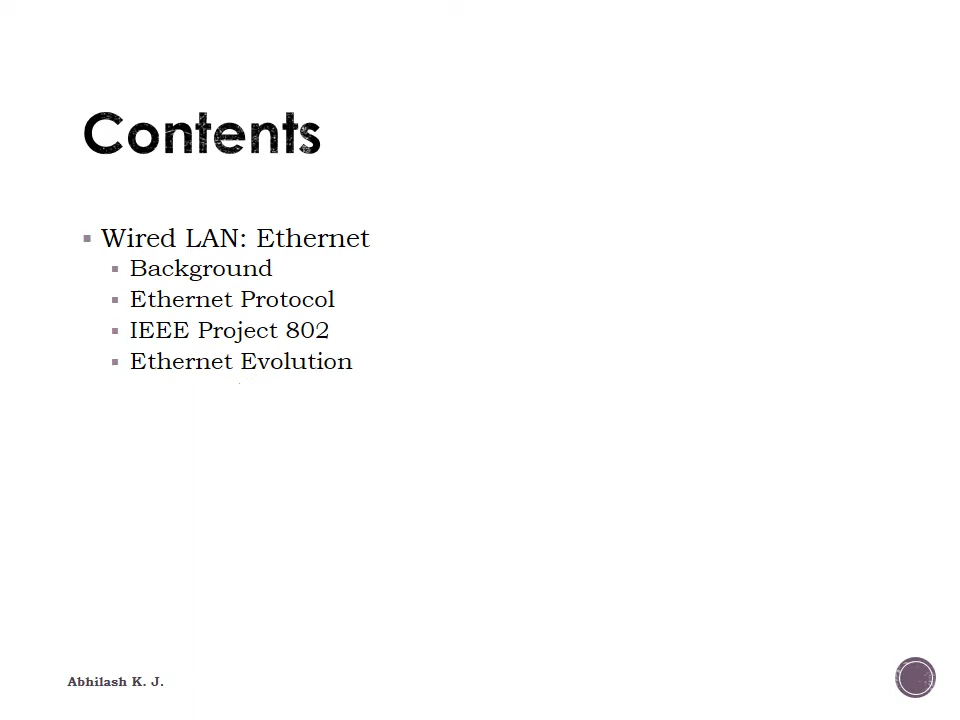 Contents
Wired LAN: Ethernet
Background
Ethernet Protocol
IEEE Project 802
Ethernet Evolution
Abhilash K. J.